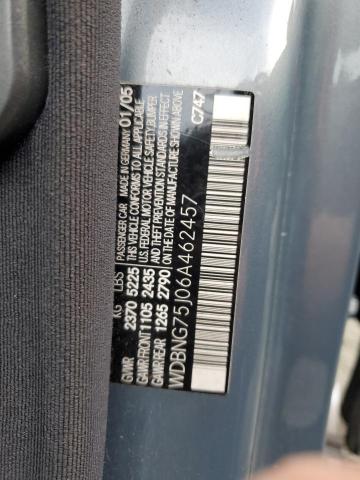 PASSENGER CAR MADE IN GERMANY 01/05
THIS VEHICLE CONFORMS TO ALL APPLICABLE
U.S. FEDERAL MOTOR VEHICLE SAFETY, BUMPER
AND THEFT PREVENTION STANDARDS IN EFFECT
ON THE DATE OF MANUFACTURE SHOWN ABOVE
KG LBS
GVWR 2370 5225
GAWR FRONT 1105 2435
GAWR REAR 1265 2790
C747
WDBNG75J06A462457